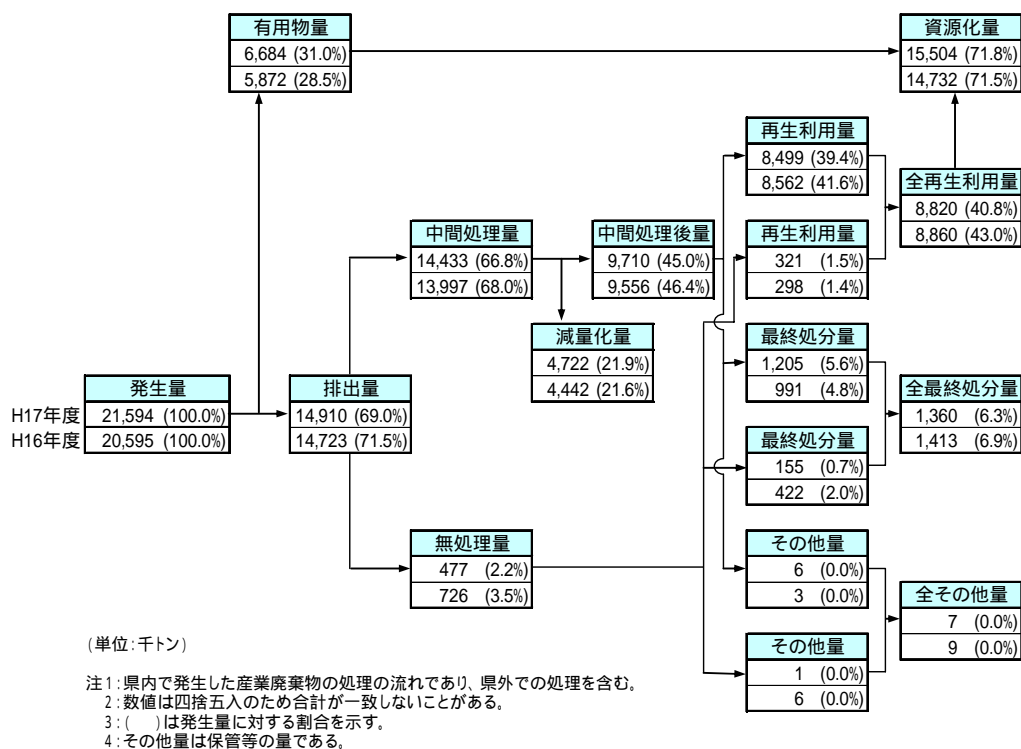 有用物量
6,684 (31.0%)
5,872 (28.5%)
資源化量
15,504 (71.8%)
14,732 (71.5%)
再生利用量
8,499 (39.4%)
8,562 (41.6%)
全再生利用量
8,820 (40.8%)
8,860 (43.0%)
中間処理量
14,433 (66.8%)
13,997 (68.0%)
中間処理後量
9,710 (45.0%)
9,556 (46.4%)
再生利用量
321 (1.5%)
298 (1.4%)
減量化量
4,722 (21.9%)
4,442 (21.6%)
最終処分量
1,205 (5.6%)
991 (4.8%)
発生量
H17年度 21,594 (100.0%)
H16年度 20,595 (100.0%)
排出量
14,910 (69.0%)
14,723 (71.5%)
全最終処分量
1,360 (6.3%)
1,413 (6.9%)
最終処分量
155 (0.7%)
422 (2.0%)
無処理量
477 (2.2%)
726 (3.5%)
その他量
6 (0.0%)
3 (0.0%)
全その他量
7 (0.0%)
9 (0.0%)
その他量
1 (0.0%)
6 (0.0%)
(単位:千トン)
注1:県内で発生した産業廃棄物の処理の流れであり、県外での処理を含む。
2:数値は四捨五入のため合計が一致しないことがある。
3:(　)は発生量に対する割合を示す。
4:その他量は保管等の量である。